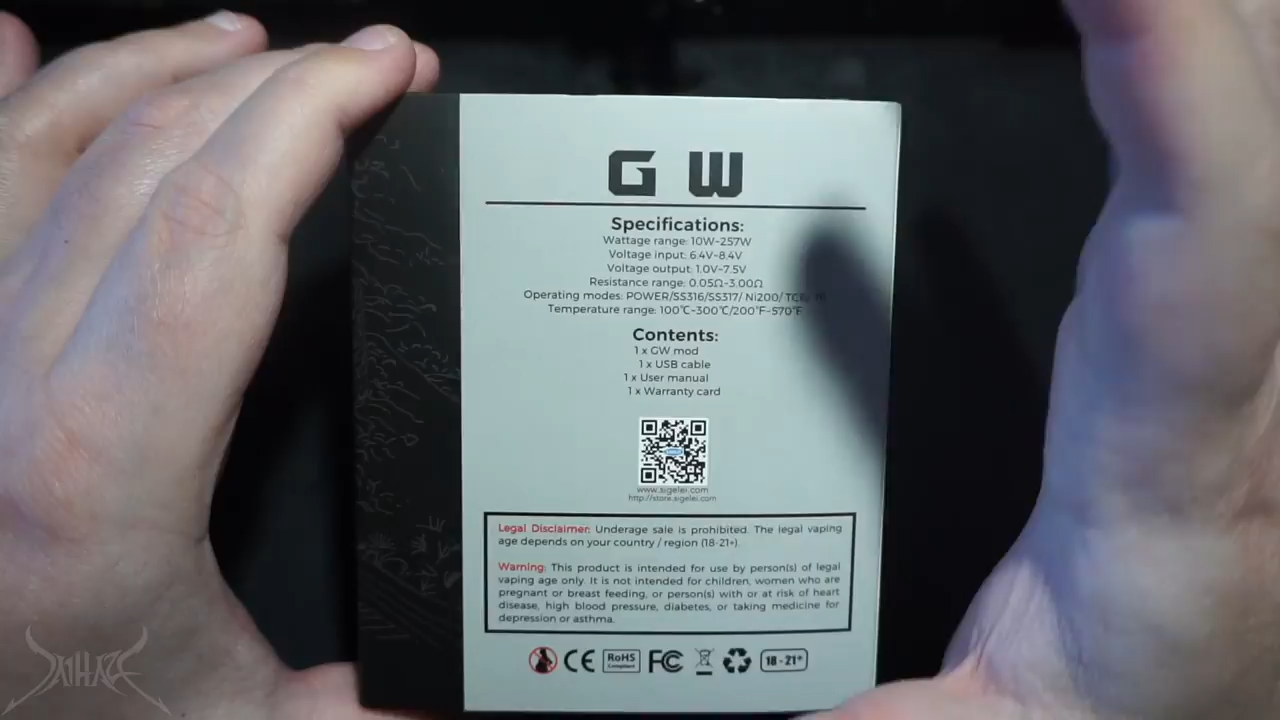 G W
Specifications:
Wattage range: 10W~257W
Voltage input: 6.4V~8.4V
Voltage output: 1.0V~7.5V
Resistance range: 0.05Ω~3.00Ω
Operating modes: POWER/SS316/SS317/ Ni200/
Temperature range: 100℃~300℃/200℉~570℉
Contents:
1 x GW mod
1 x USB cable
1 x User manual
1 x Warranty card
www.sigelei.com
http://store.sigelei.com
Legal Disclaimer: Underage sale is prohibited. The legal vaping
age depends on your country / region (18-21+).
Warning: This product is intended for use by person(s) of legal
vaping age only. It is not intended for children, women who are
pregnant or breast feeding, or person(s) with or at risk of heart
disease, high blood pressure, diabetes, or taking medicine for
depression or asthma.
CE RoHS FC 18-21+
Compliant
DAIHAZE